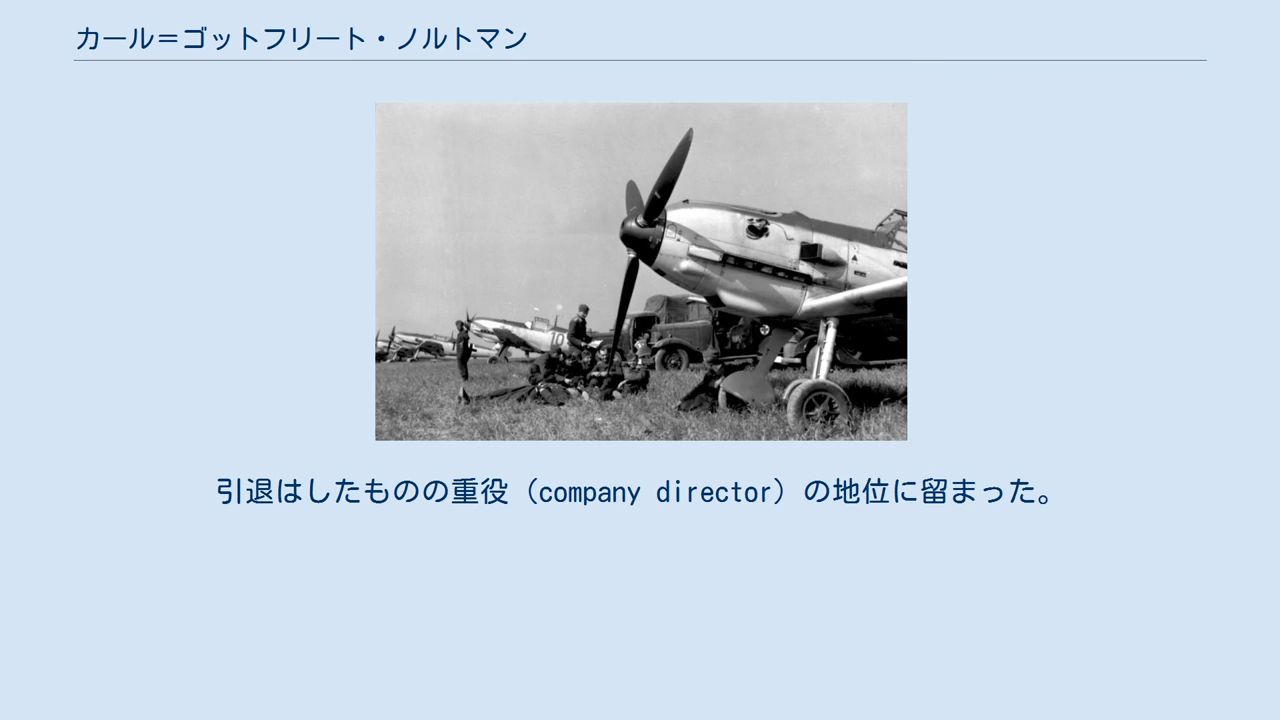 カール＝ゴットフリート・ノルトマン
10
引退はしたものの重役（company director）の地位に留まった。